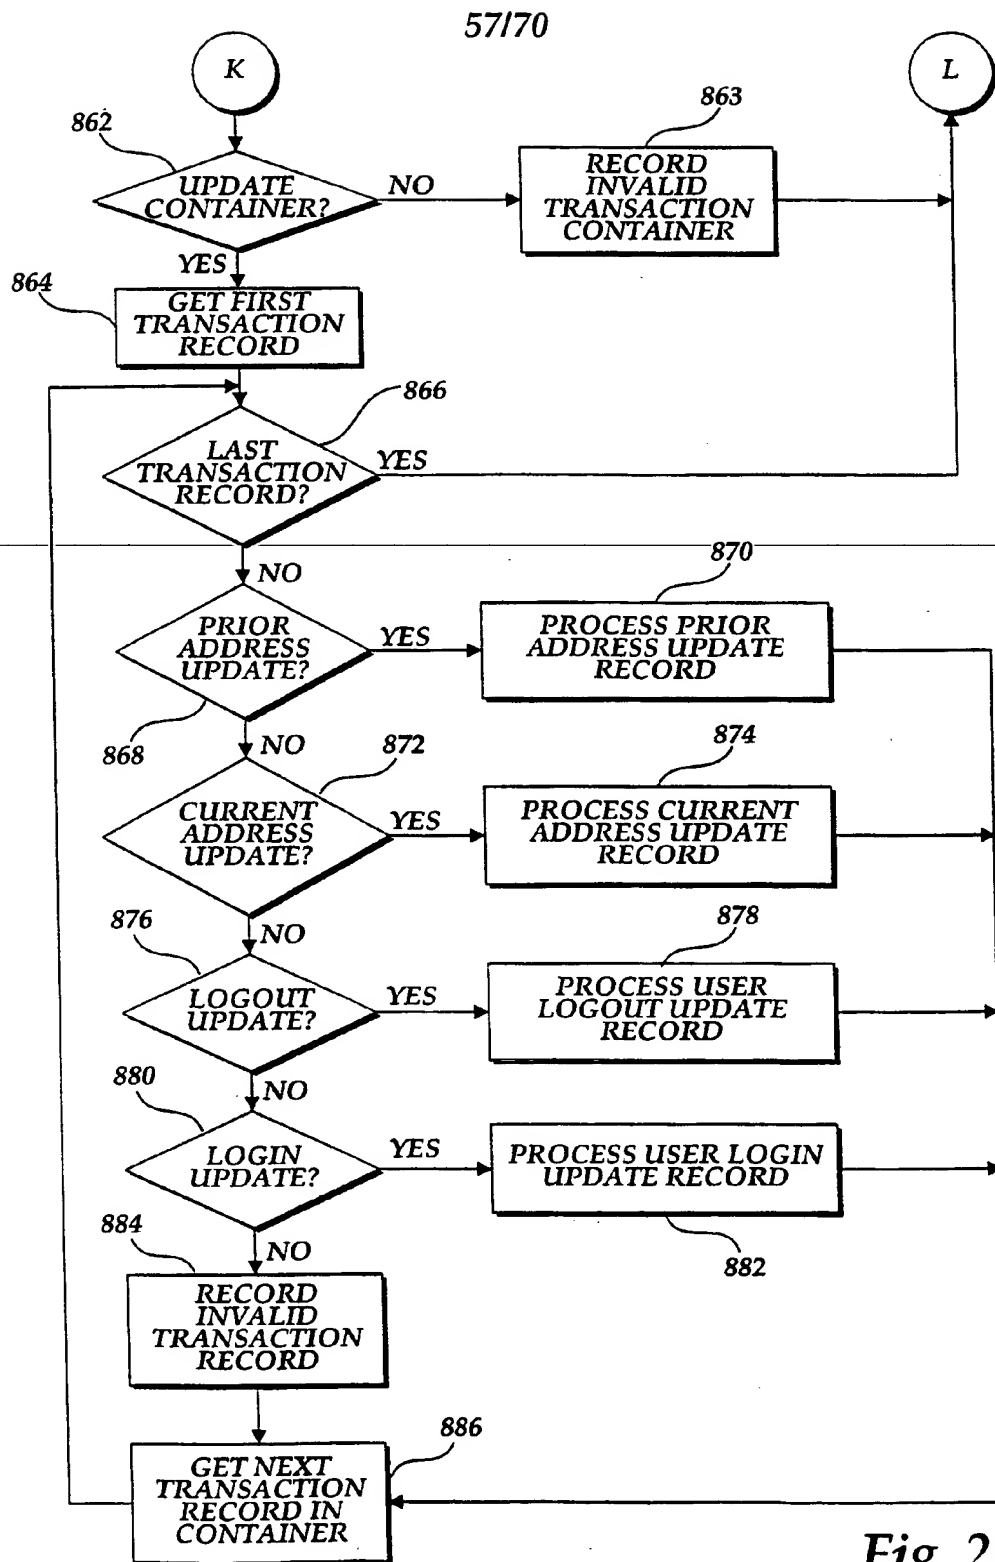 57/70
K
L
862
863
UPDATE
CONTAINER?
NO
RECORD
INVALID
TRANSACTION
CONTAINER
YES
864
GET FIRST
TRANSACTION
RECORD
866
LAST
TRANSACTION
RECORD?
YES
NO
870
PRIOR
ADDRESS
UPDATE?
YES
PROCESS PRIOR
ADDRESS UPDATE
RECORD
868
NO
872
874
CURRENT
ADDRESS
UPDATE?
YES
PROCESS CURRENT
ADDRESS UPDATE
RECORD
876
NO
878
LOGOUT
UPDATE?
YES
PROCESS USER
LOGOUT UPDATE
RECORD
880
NO
LOGIN
UPDATE?
YES
PROCESS USER LOGIN
UPDATE RECORD
882
884
NO
RECORD
INVALID
TRANSACTION
RECORD
886
GET NEXT
TRANSACTION
RECORD IN
CONTAINER
Fig. 2